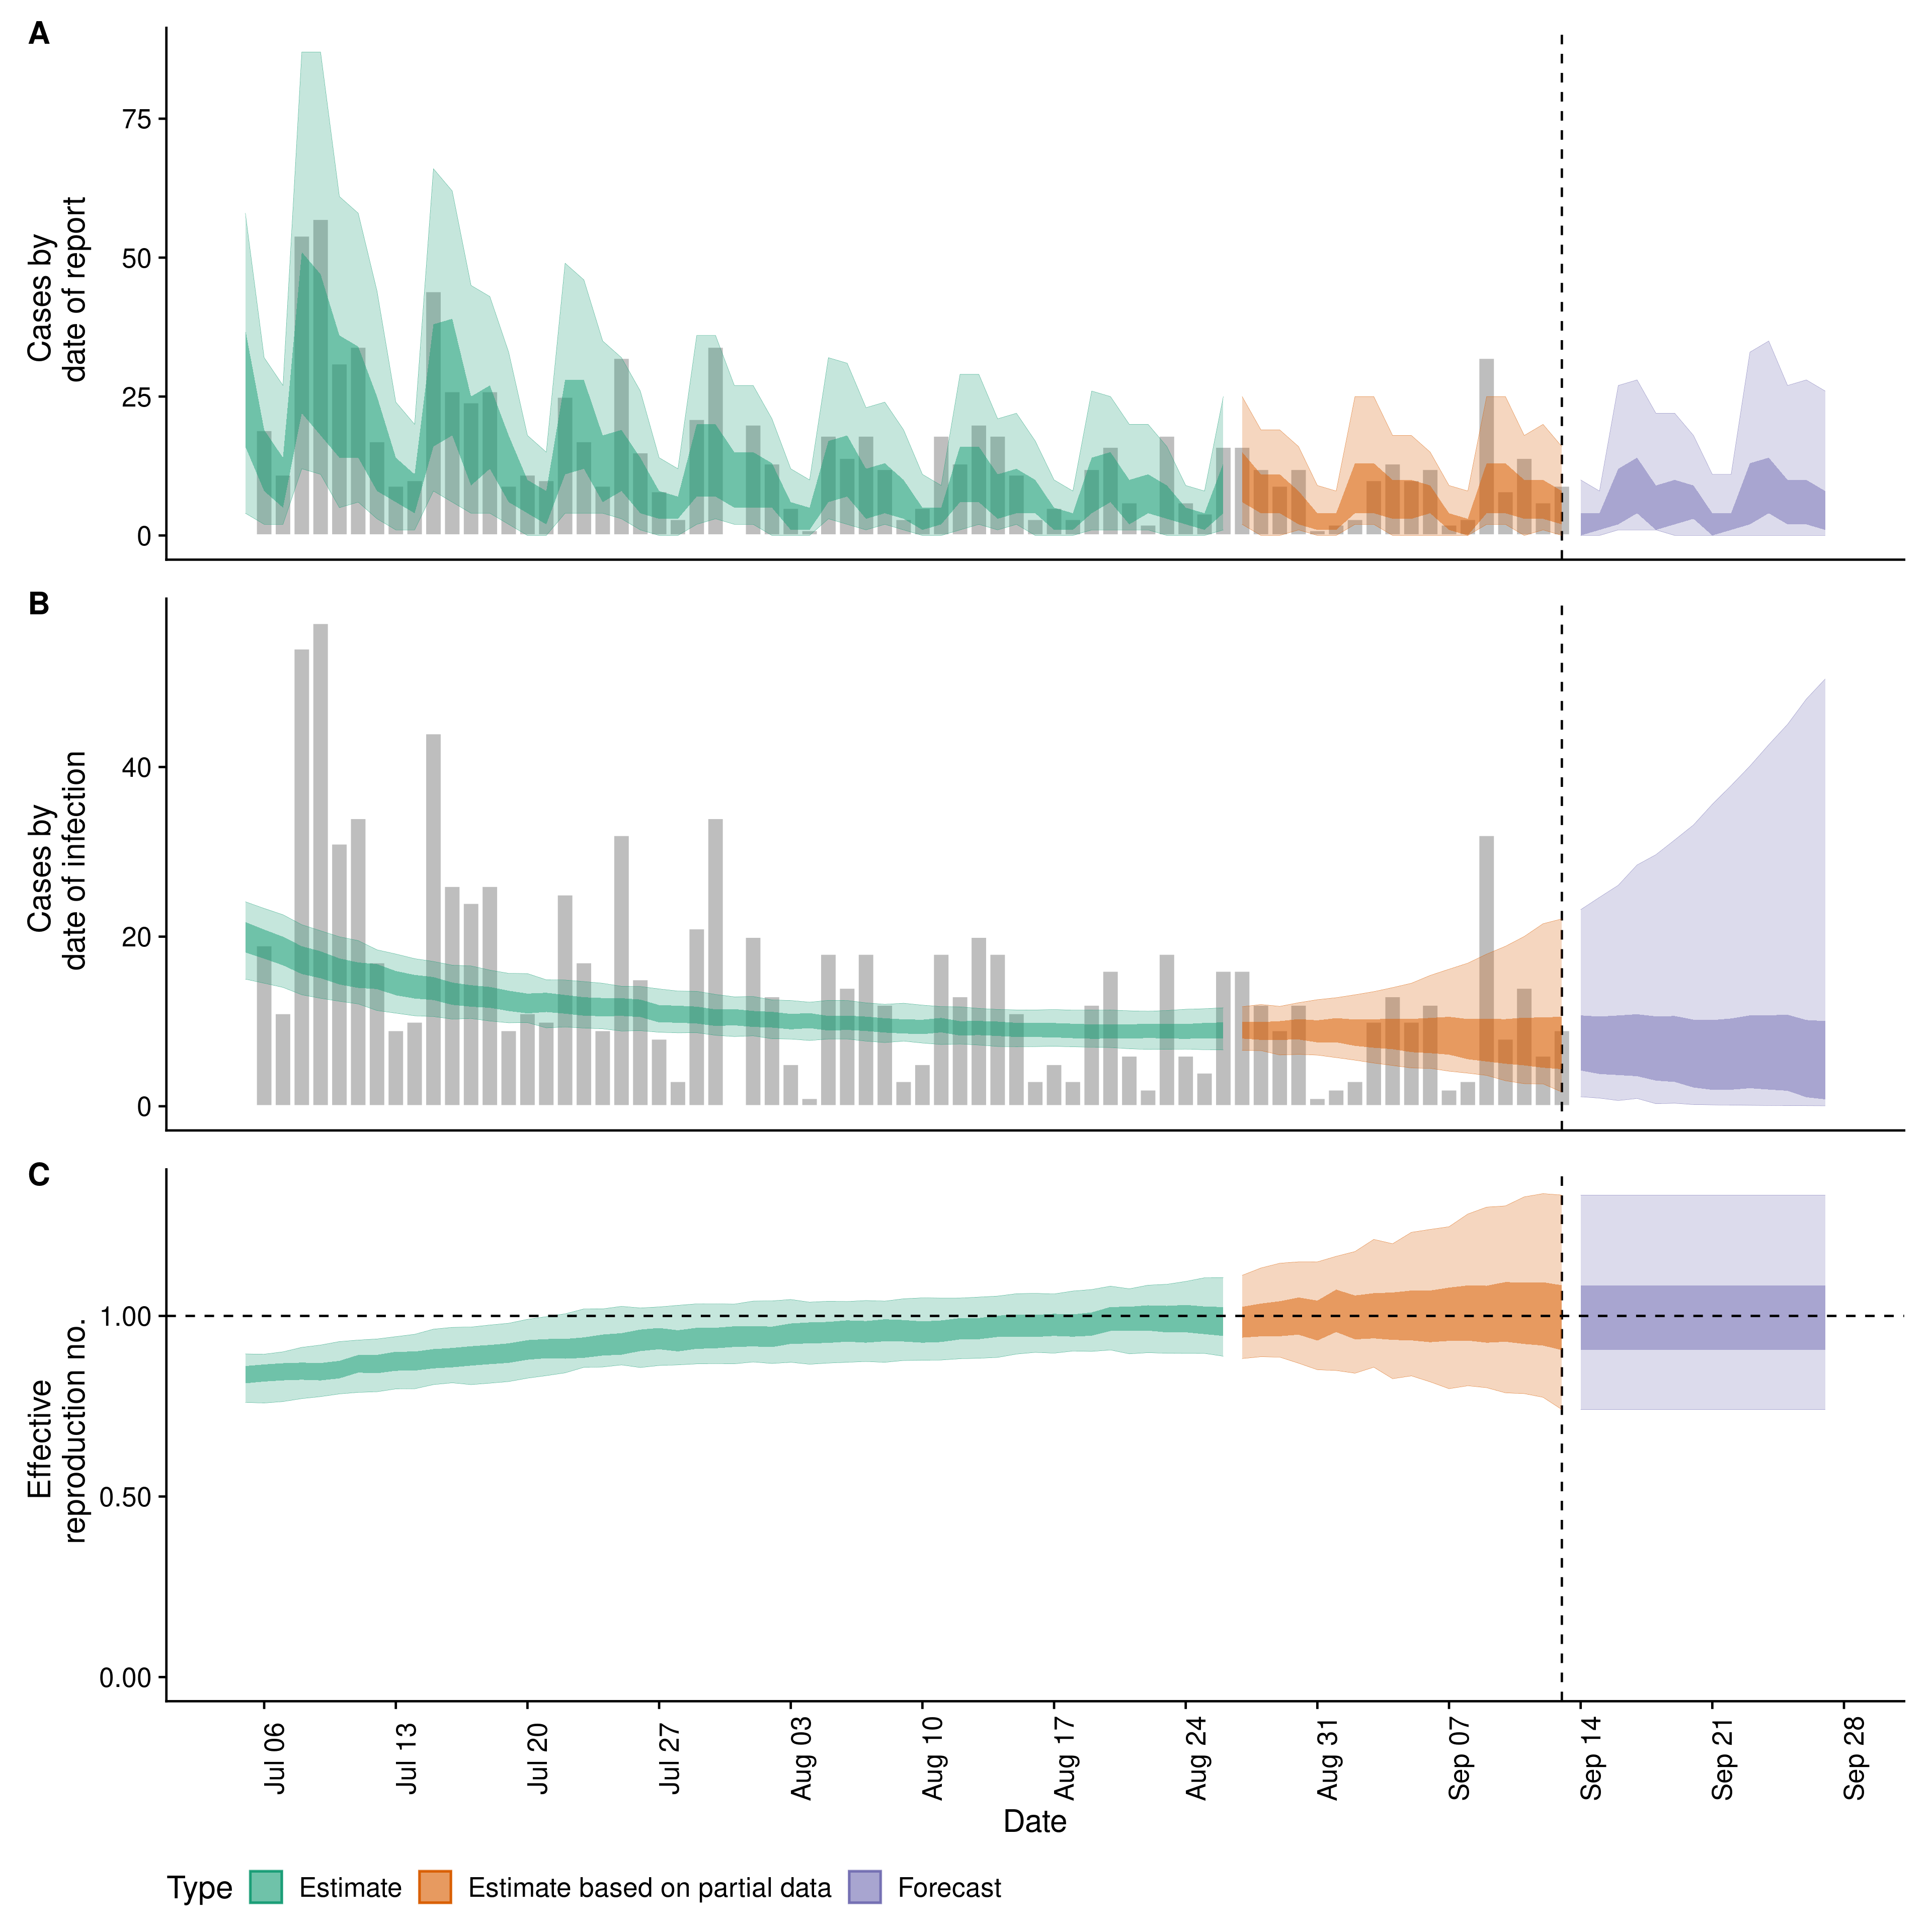 A
Cases by
date of report
75
50
25
0
B
Cases by
date of infection
40
20
0
C
Effective
reproduction no.
1.00
0.50
0.00
Jul 06
Jul 13
Jul 20
Jul 27
Aug 03
Aug 10
Aug 17
Aug 24
Aug 31
Sep 07
Sep 14
Sep 21
Sep 28
Date
Type Estimate Estimate based on partial data Forecast